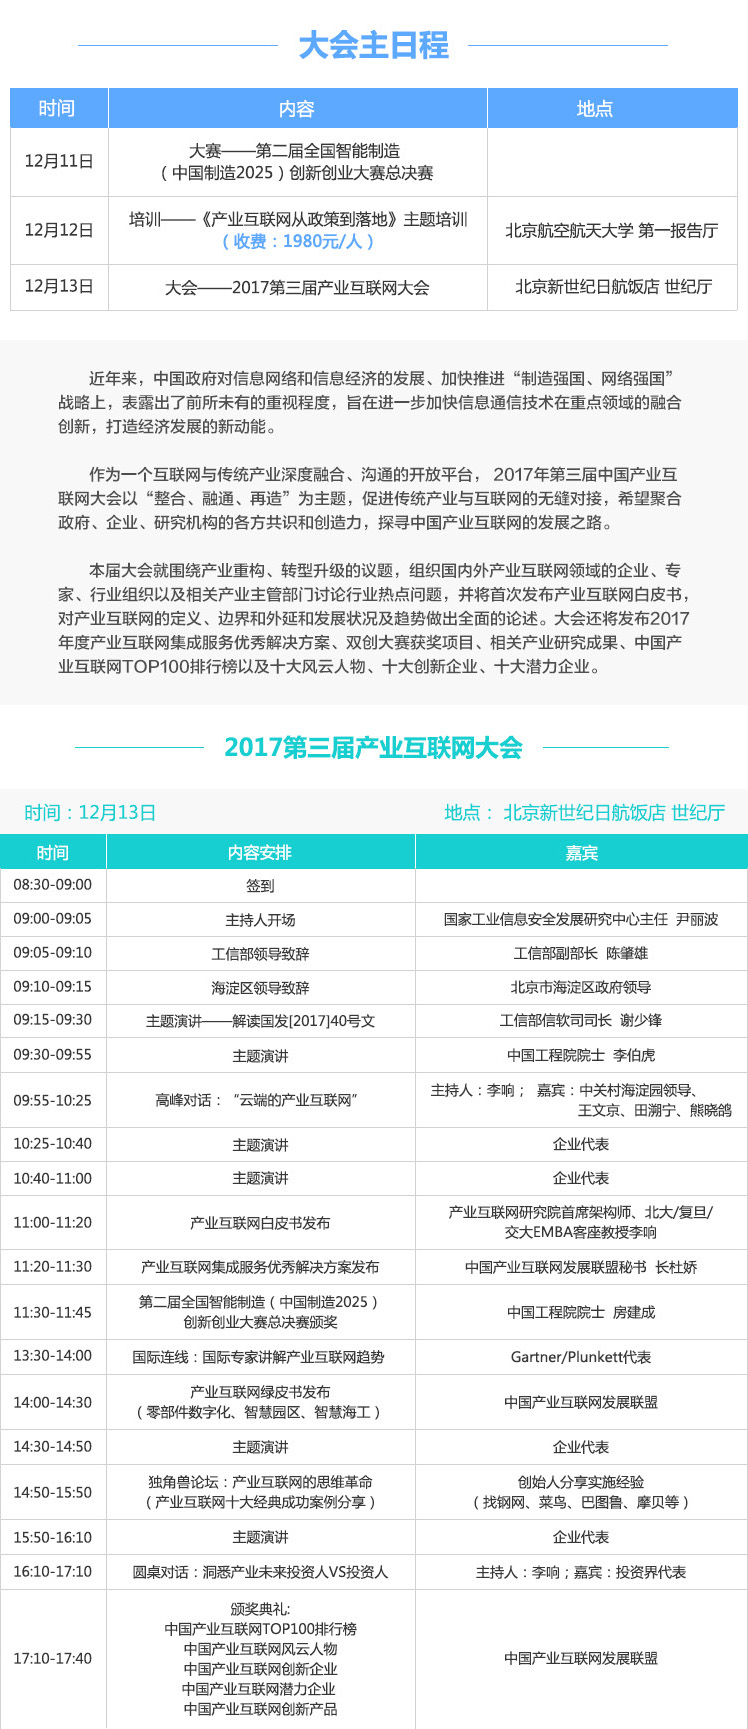 大会主日程
时间 内容 地点
12月11日 大赛——第二届全国智能制造
（中国制造2025）创新创业大赛总决赛
12月12日 培训——《产业互联网从政策到落地》主题培训 北京航空航天大学 第一报告厅
（收费：1980元/人）
12月13日 大会——2017第三届产业互联网大会 北京新世纪日航饭店 世纪厅
近年来，中国政府对信息网络和信息经济的发展、加快推进“制造强国、网络强国”
战略上，表露出了前所未有的重视程度，旨在进一步加快信息通信技术在重点领域的融合
创新，打造经济发展的新动能。
作为一个互联网与传统产业深度融合、沟通的开放平台， 2017年第三届中国产业互
联网大会以“整合、融通、再造”为主题，促进传统产业与互联网的无缝对接，希望聚合
政府、企业、研究机构的各方共识和创造力，探寻中国产业互联网的发展之路。
本届大会就围绕产业重构、转型升级的议题，组织国内外产业互联网领域的企业、专
家、行业组织以及相关产业主管部门讨论行业热点问题，并将首次发布产业互联网白皮书，
对产业互联网的定义、边界和外延和发展状况及趋势做出全面的论述。大会还将发布2017
年度产业互联网集成服务优秀解决方案、双创大赛获奖项目、相关产业研究成果、中国产
业互联网TOP100排行榜以及十大风云人物、十大创新企业、十大潜力企业。
2017第三届产业互联网大会
时间：12月13日 地点： 北京新世纪日航饭店 世纪厅
时间 内容安排 嘉宾
08:30-09:00 签到
09:00-09:05 主持人开场 国家工业信息安全发展研究中心主任 尹丽波
09:05-09:10 工信部领导致辞 工信部副部长 陈肇雄
09:10-09:15 海淀区领导致辞 北京市海淀区政府领导
09:15-09:30 主题演讲——解读国发[2017]40号文 工信部信软司司长 谢少锋
09:30-09:55 主题演讲 中国工程院院士 李伯虎
09:55-10:25 高峰对话：“云端的产业互联网” 主持人：李响； 嘉宾：中关村海淀园领导、
王文京、田溯宁、熊晓鸽
10:25-10:40 主题演讲 企业代表
10:40-11:00 主题演讲 企业代表
11:00-11:20 产业互联网白皮书发布 产业互联网研究院首席架构师、北大/复旦/
交大EMBA客座教授李响
11:20-11:30 产业互联网集成服务优秀解决方案发布 中国产业互联网发展联盟秘书 长杜娇
11:30-11:45 第二届全国智能制造（中国制造2025） 中国工程院院士 房建成
创新创业大赛总决赛颁奖
13:30-14:00 国际连线：国际专家讲解产业互联网趋势 Gartner/Plunkett代表
14:00-14:30 产业互联网绿皮书发布 中国产业互联网发展联盟
（零部件数字化、智慧园区、智慧海工）
14:30-14:50 主题演讲 企业代表
14:50-15:50 独角兽论坛：产业互联网的思维革命 创始人分享实施经验
（产业互联网十大经典成功案例分享） （找钢网、菜鸟、巴图鲁、摩贝等）
15:50-16:10 主题演讲 企业代表
16:10-17:10 圆桌对话：洞悉产业未来投资人VS投资人 主持人：李响；嘉宾：投资界代表
17:10-17:40 颁奖典礼: 中国产业互联网发展联盟
中国产业互联网TOP100排行榜
中国产业互联网风云人物
中国产业互联网创新企业
中国产业互联网潜力企业
中国产业互联网创新产品